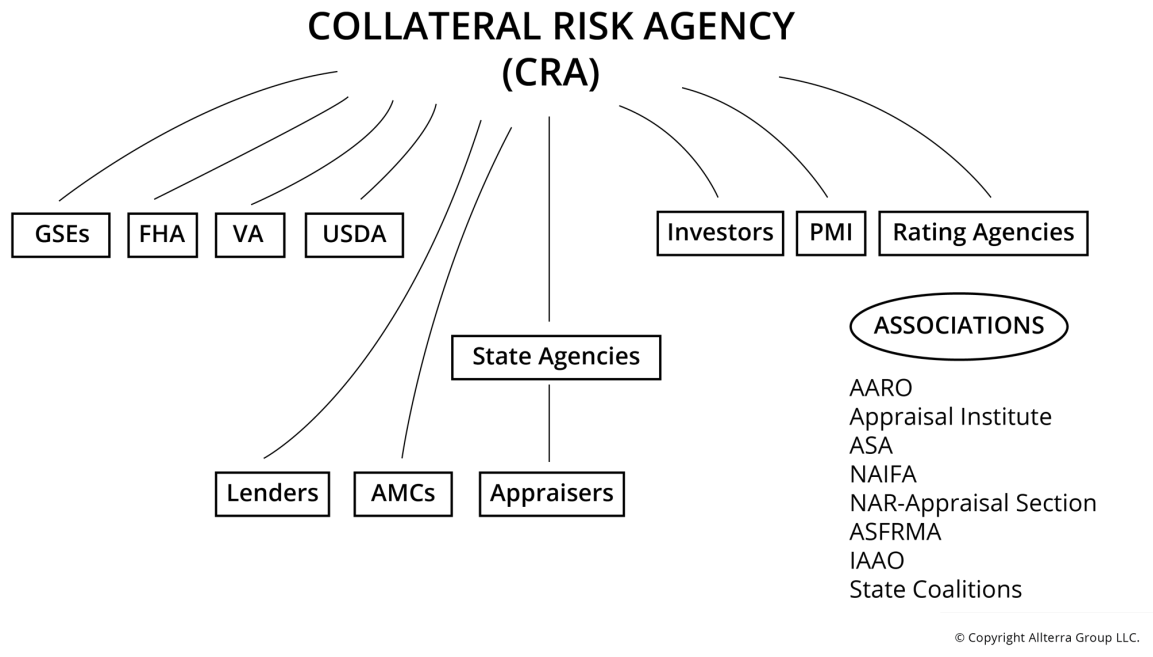 COLLATERAL RISK AGENCY
(CRA)
GSEs
FHA
VA
USDA
Investors
PMI
Rating Agencies
State Agencies
Lenders
AMCs
Appraisers
ASSOCIATIONS
AARO
Appraisal Institute
ASA
NAIFA
NAR-Appraisal Section
ASFRMA
IAAO
State Coalitions
© Copyright Allterra Group LLC.